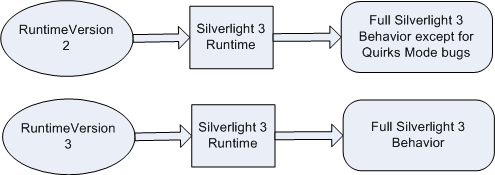 RuntimeVersion
2
Silverlight 3
Runtime
Full Silverlight 3
Behavior except for
Quirks Mode bugs
RuntimeVersion
3
Silverlight 3
Runtime
Full Silverlight 3
Behavior